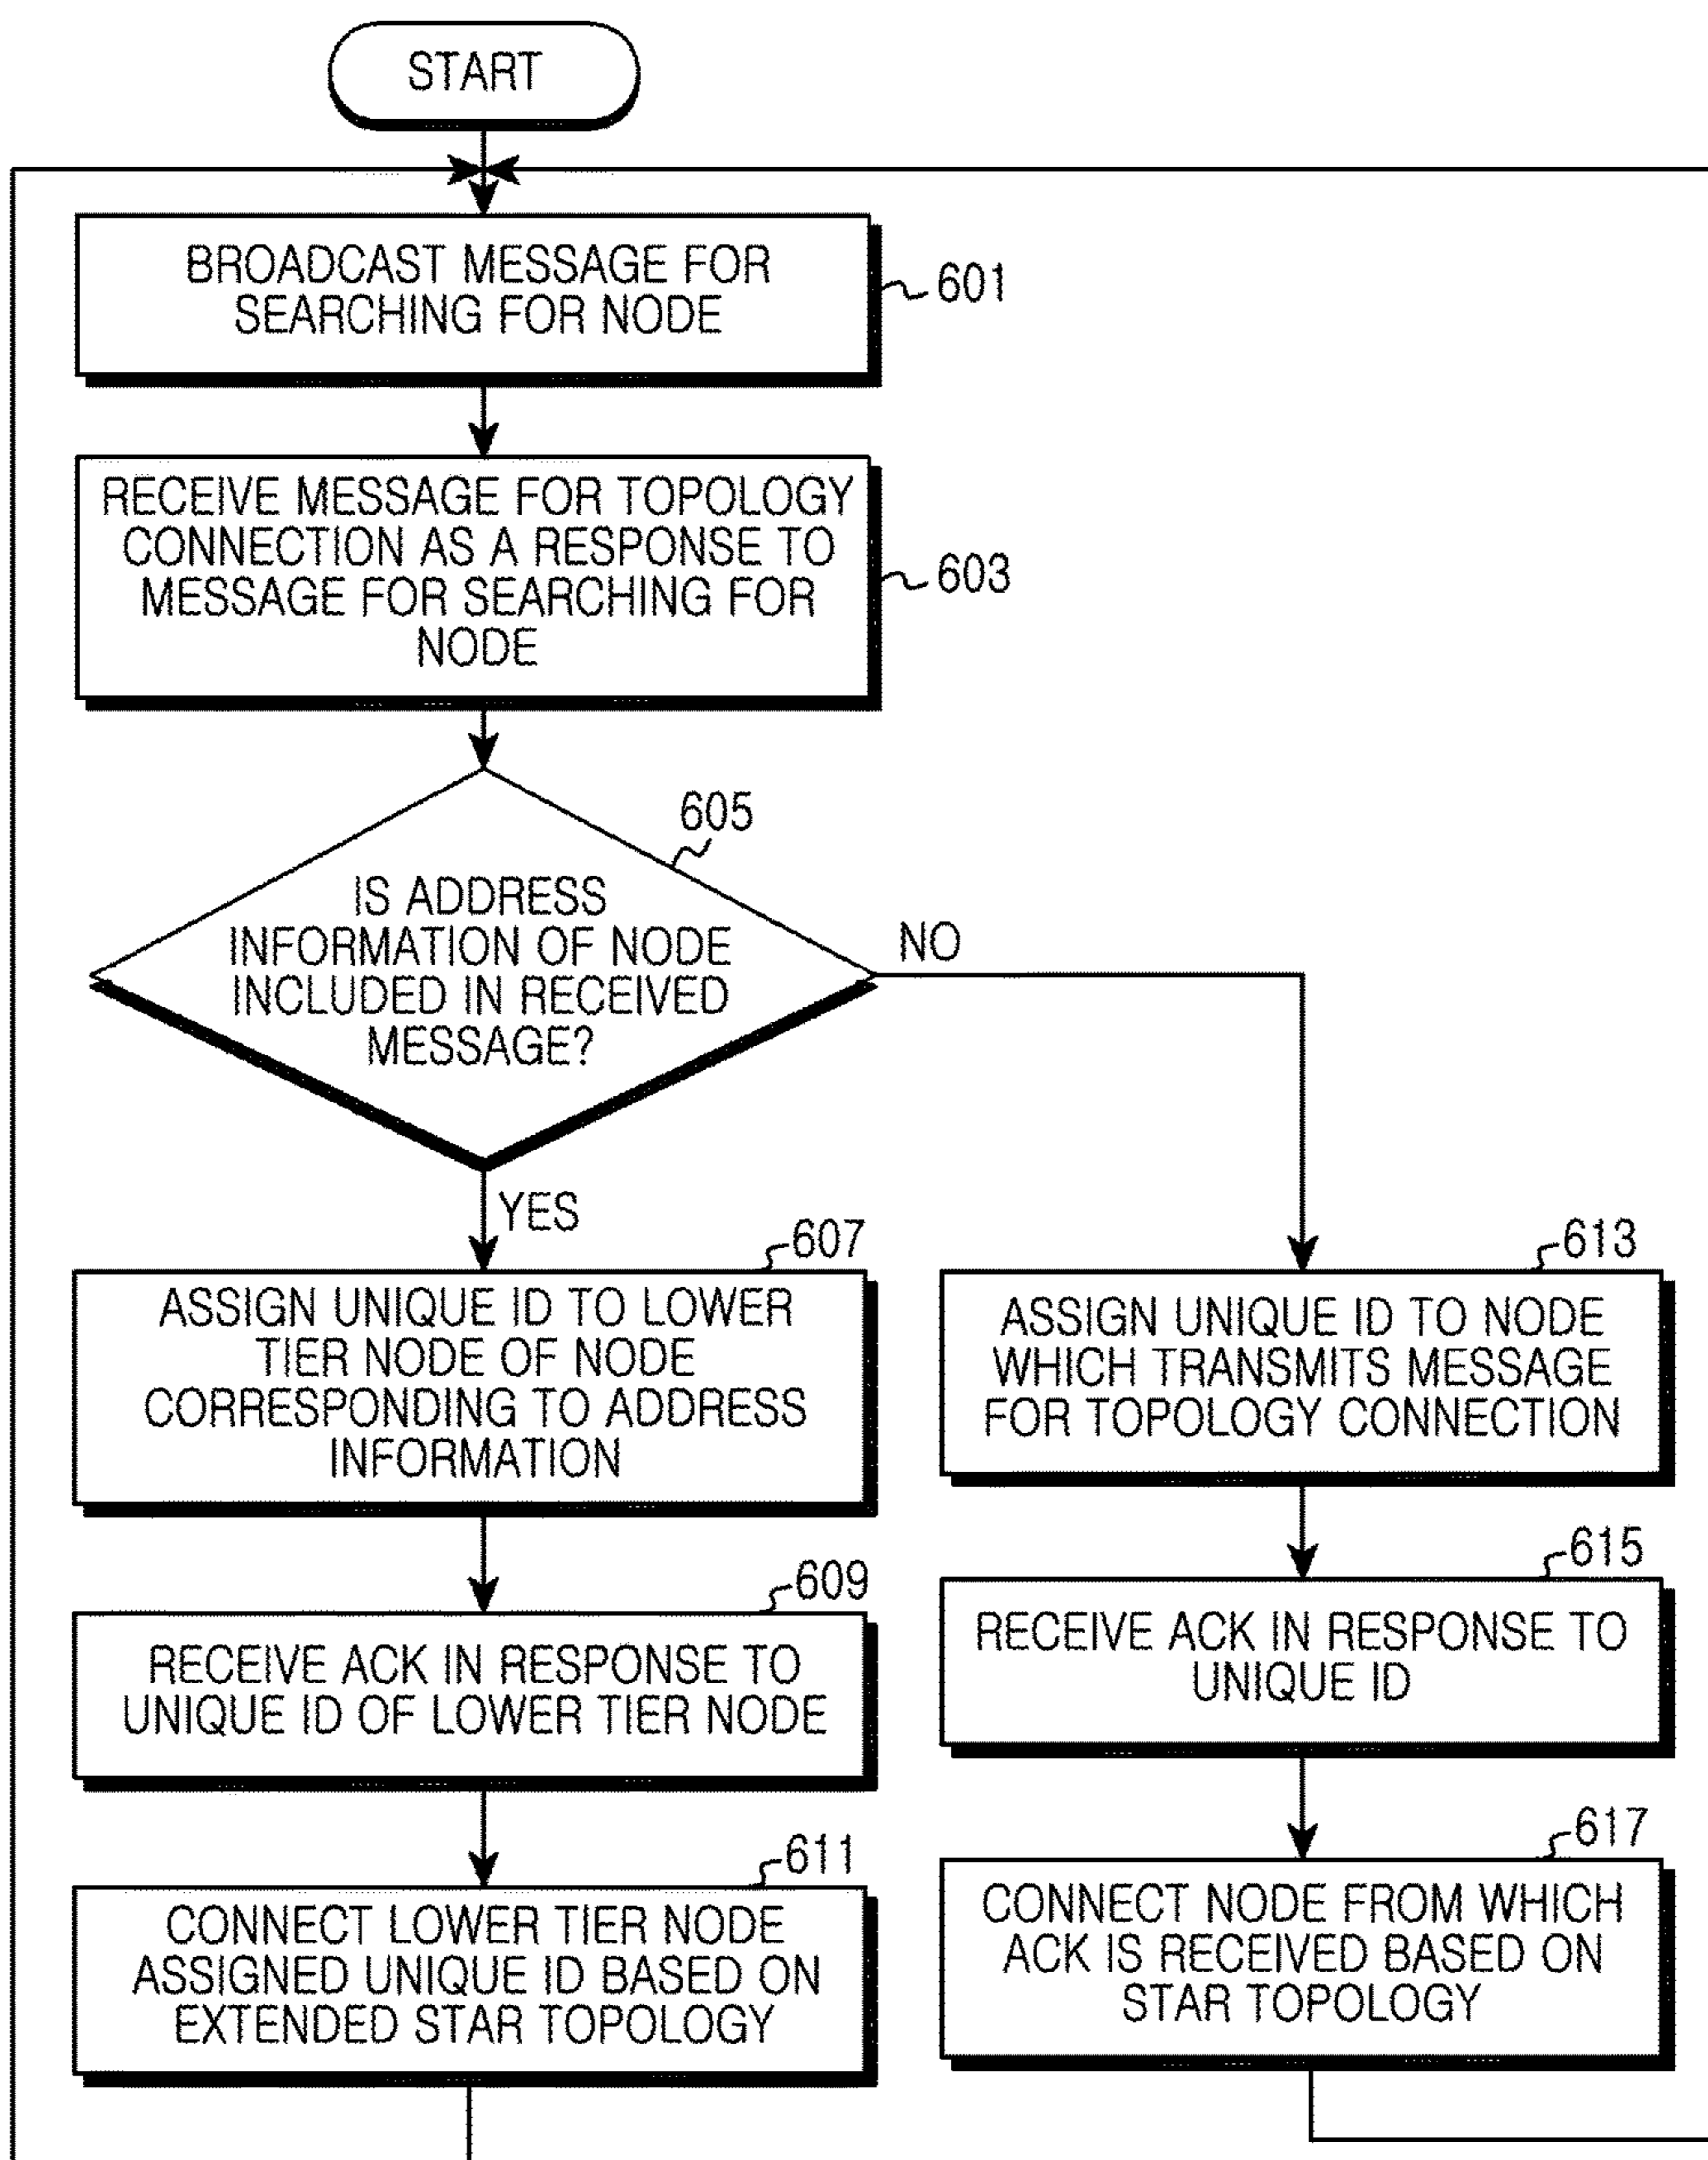 START
BROADCAST MESSAGE FOR
SEARCHING FOR NODE
601
RECEIVE MESSAGE FOR TOPOLOGY
CONNECTION AS A RESPONSE TO
MESSAGE FOR SEARCHING FOR
NODE
603
605
IS ADDRESS
INFORMATION OF NODE
INCLUDED IN RECEIVED
MESSAGE?
NO
YES
607
ASSIGN UNIQUE ID TO LOWER
TIER NODE OF NODE
CORRESPONDING TO ADDRESS
INFORMATION
609
RECEIVE ACK IN RESPONSE TO
UNIQUE ID OF LOWER TIER NODE
611
CONNECT LOWER TIER NODE
ASSIGNED UNIQUE ID BASED ON
EXTENDED STAR TOPOLOGY
613
ASSIGN UNIQUE ID TO NODE
WHICH TRANSMITS MESSAGE
FOR TOPOLOGY CONNECTION
615
RECEIVE ACK IN RESPONSE TO
UNIQUE ID
617
CONNECT NODE FROM WHICH
ACK IS RECEIVED BASED ON
STAR TOPOLOGY